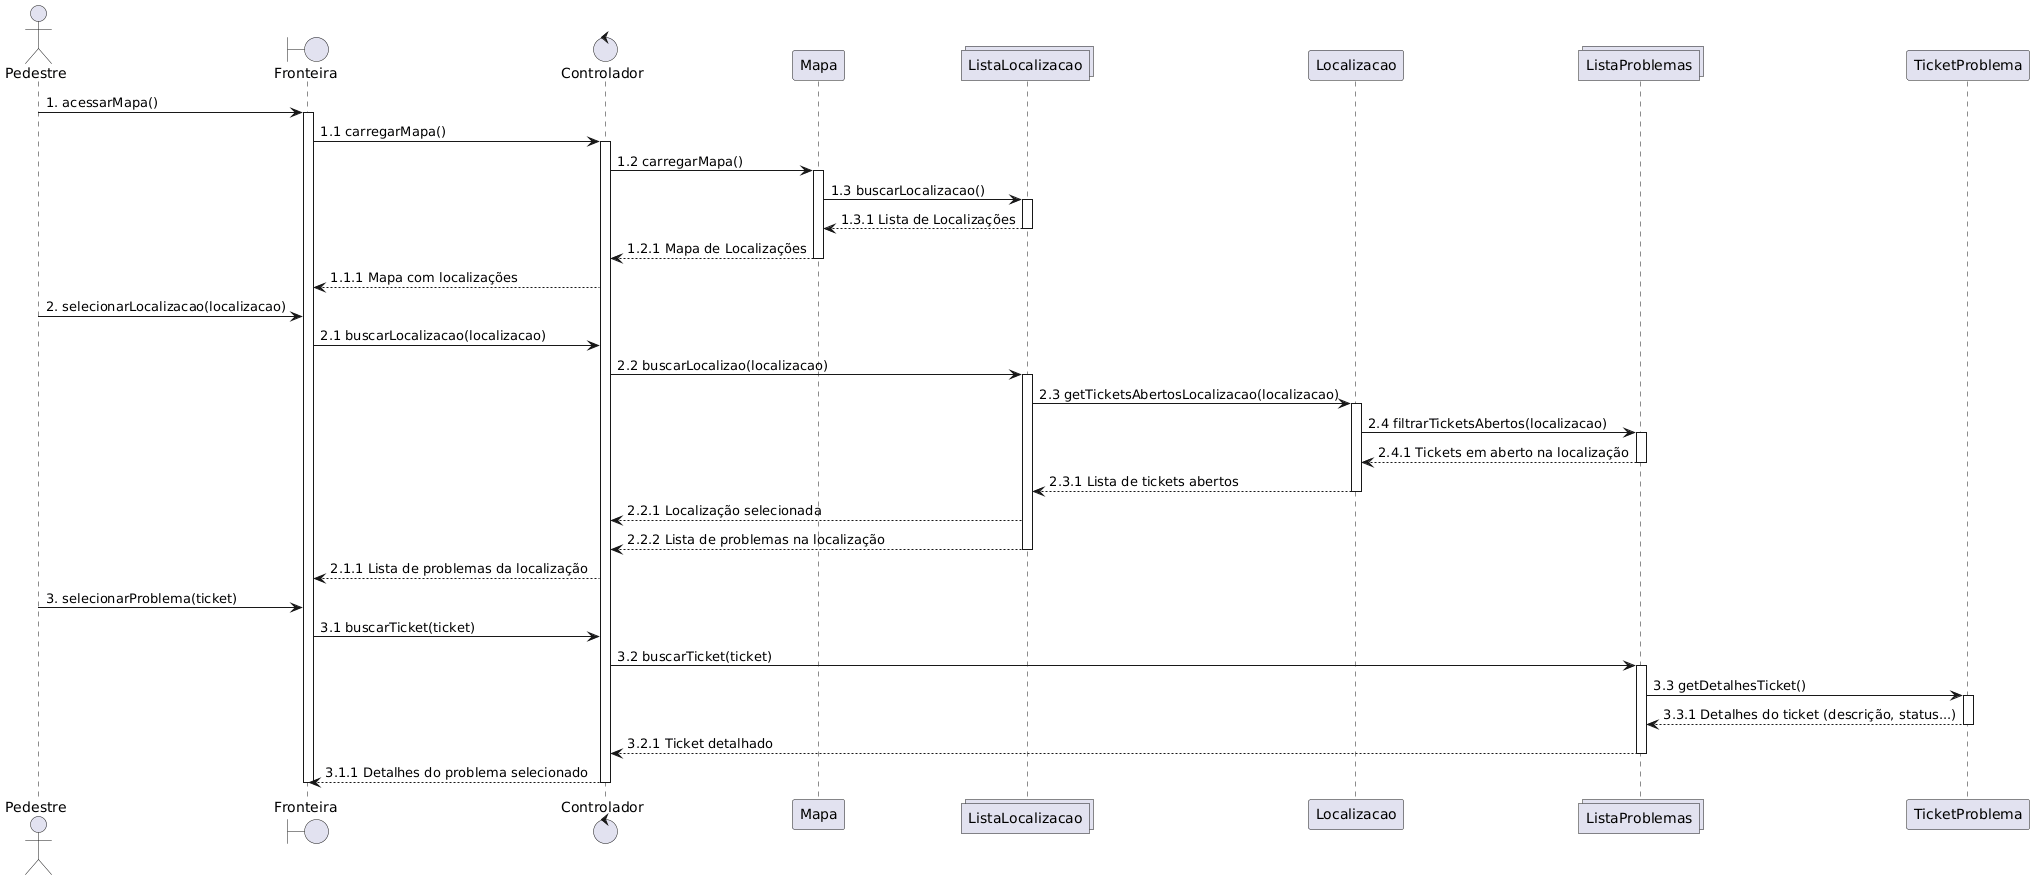 Pedestre
Fronteira
Controlador
Mapa
ListaLocalizacao
Localizacao
ListaProblemas
TicketProblema
1. acessarMapa()
1.1 carregarMapa()
1.2 carregarMapa()
1.3 buscarLocalizacao()
1.3.1 Lista de Localizações
1.2.1 Mapa de Localizações
1.1.1 Mapa com localizações
2. selecionarLocalizacao(localizacao)
2.1 buscarLocalizacao(localizacao)
2.2 buscarLocalizao(localizacao)
2.3 getTicketsAbertosLocalizacao(localizacao)
2.4 filtrarTicketsAbertos(localizacao)
2.4.1 Tickets em aberto na localização
2.3.1 Lista de tickets abertos
2.2.1 Localização selecionada
2.2.2 Lista de problemas na localização
2.1.1 Lista de problemas da localização
3. selecionarProblema(ticket)
3.1 buscarTicket(ticket)
3.2 buscarTicket(ticket)
3.3 getDetalhesTicket()
3.3.1 Detalhes do ticket (descrição, status...)
3.2.1 Ticket detalhado
3.1.1 Detalhes do problema selecionado
Pedestre
Fronteira
Controlador
Mapa
ListaLocalizacao
Localizacao
ListaProblemas
TicketProblema